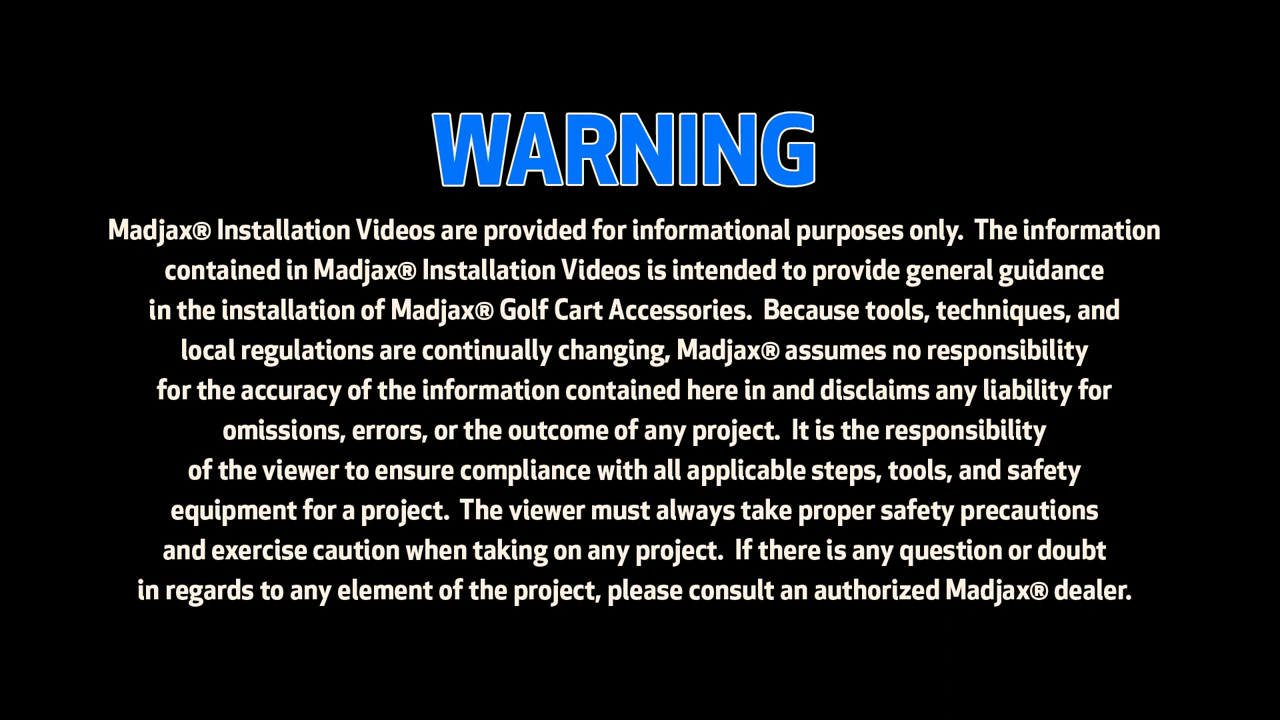 WARNING
Madjax® Installation Videos are provided for informational purposes only.  The information
contained in Madjax® Installation Videos is intended to provide general guidance
in the installation of Madjax® Golf Cart Accessories.  Because tools, techniques, and
local regulations are continually changing, Madjax® assumes no responsibility
for the accuracy of the information contained here in and disclaims any liability for
omissions, errors, or the outcome of any project.  It is the responsibility
of the viewer to ensure compliance with all applicable steps, tools, and safety
equipment for a project.  The viewer must always take proper safety precautions
and exercise caution when taking on any project.  If there is any question or doubt
in regards to any element of the project, please consult an authorized Madjax® dealer.